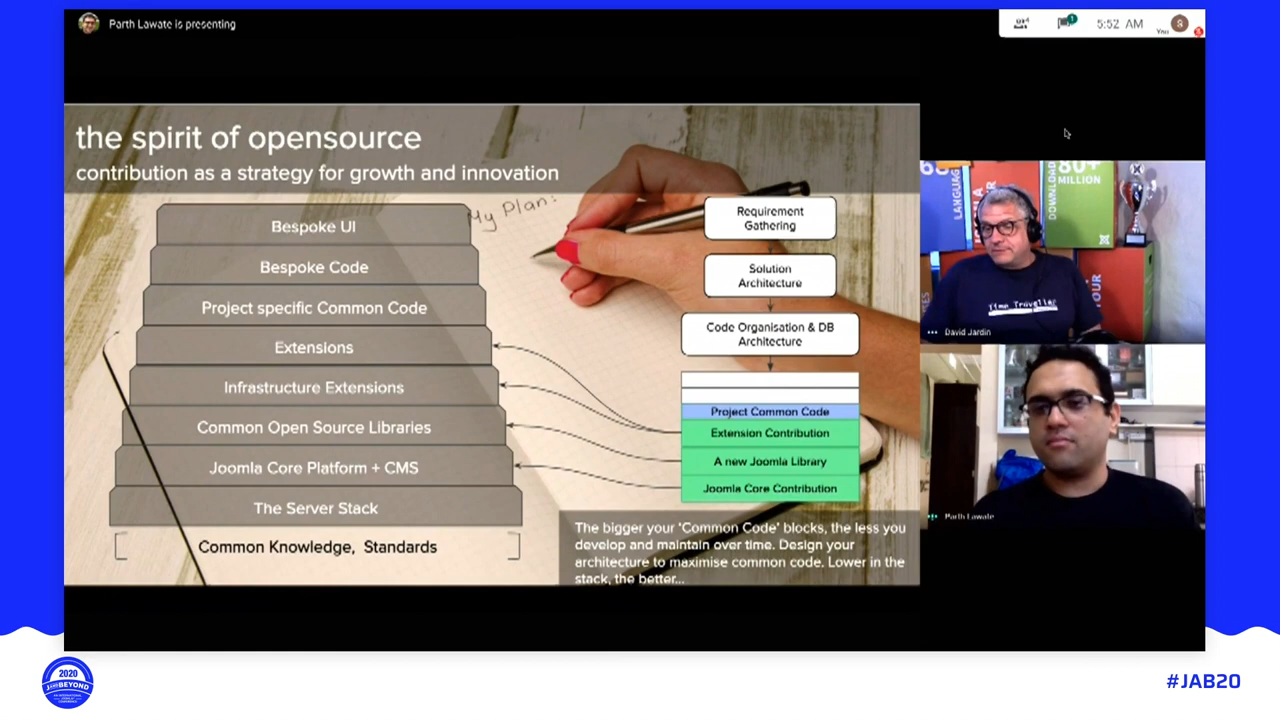 Parth Lawate is presenting
1
5:52 AM
You
S
the spirit of opensource
contribution as a strategy for growth and innovation
My Plan:
Bespoke UI
Bespoke Code
Project specific Common Code
Extensions
Infrastructure Extensions
Common Open Source Libraries
Joomla Core Platform + CMS
The Server Stack
Common Knowledge, Standards
Requirement
Gathering
Solution
Architecture
Code Organisation & DB
Architecture
Project Common Code
Extension Contribution
A new Joomla Library
Joomla Core Contribution
The bigger your 'Common Code' blocks, the less you
develop and maintain over time. Design your
architecture to maximise common code. Lower in the
stack, the better...
68
LANGUAG
80+
MILLION
DOWNLOAD
Time Traveller
David Jardin
Parth Lawate
2020
JANDBEYOND
#JAB20